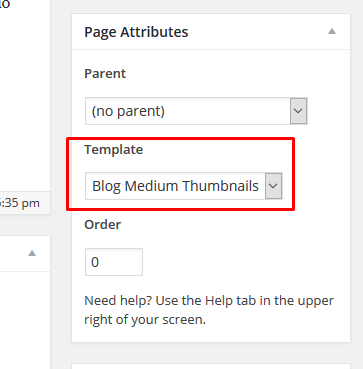 Page Attributes
Parent
(no parent)
Template
Blog Medium Thumbnails
:35 pm
Order
0
Need help? Use the Help tab in the upper
right of your screen.